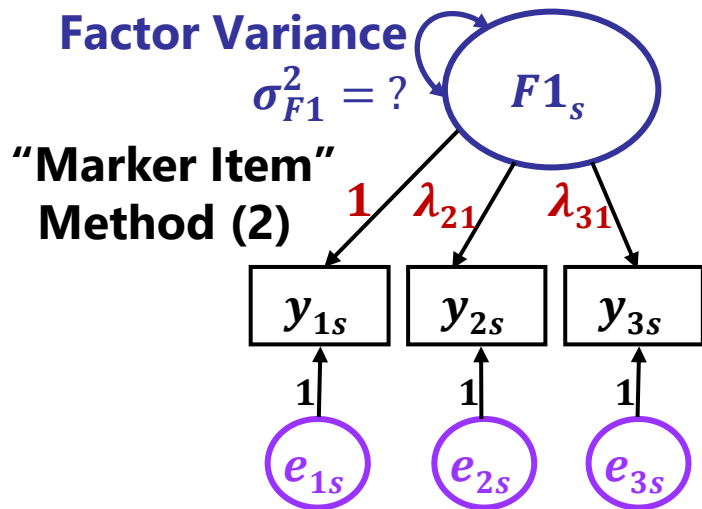 Factor Variance
σ²_F1 = ?
F1ₛ
“Marker Item”
Method (2)
1 λ₂₁ λ₃₁
y₁ₛ y₂ₛ y₃ₛ
1 1 1
e₁ₛ e₂ₛ e₃ₛ